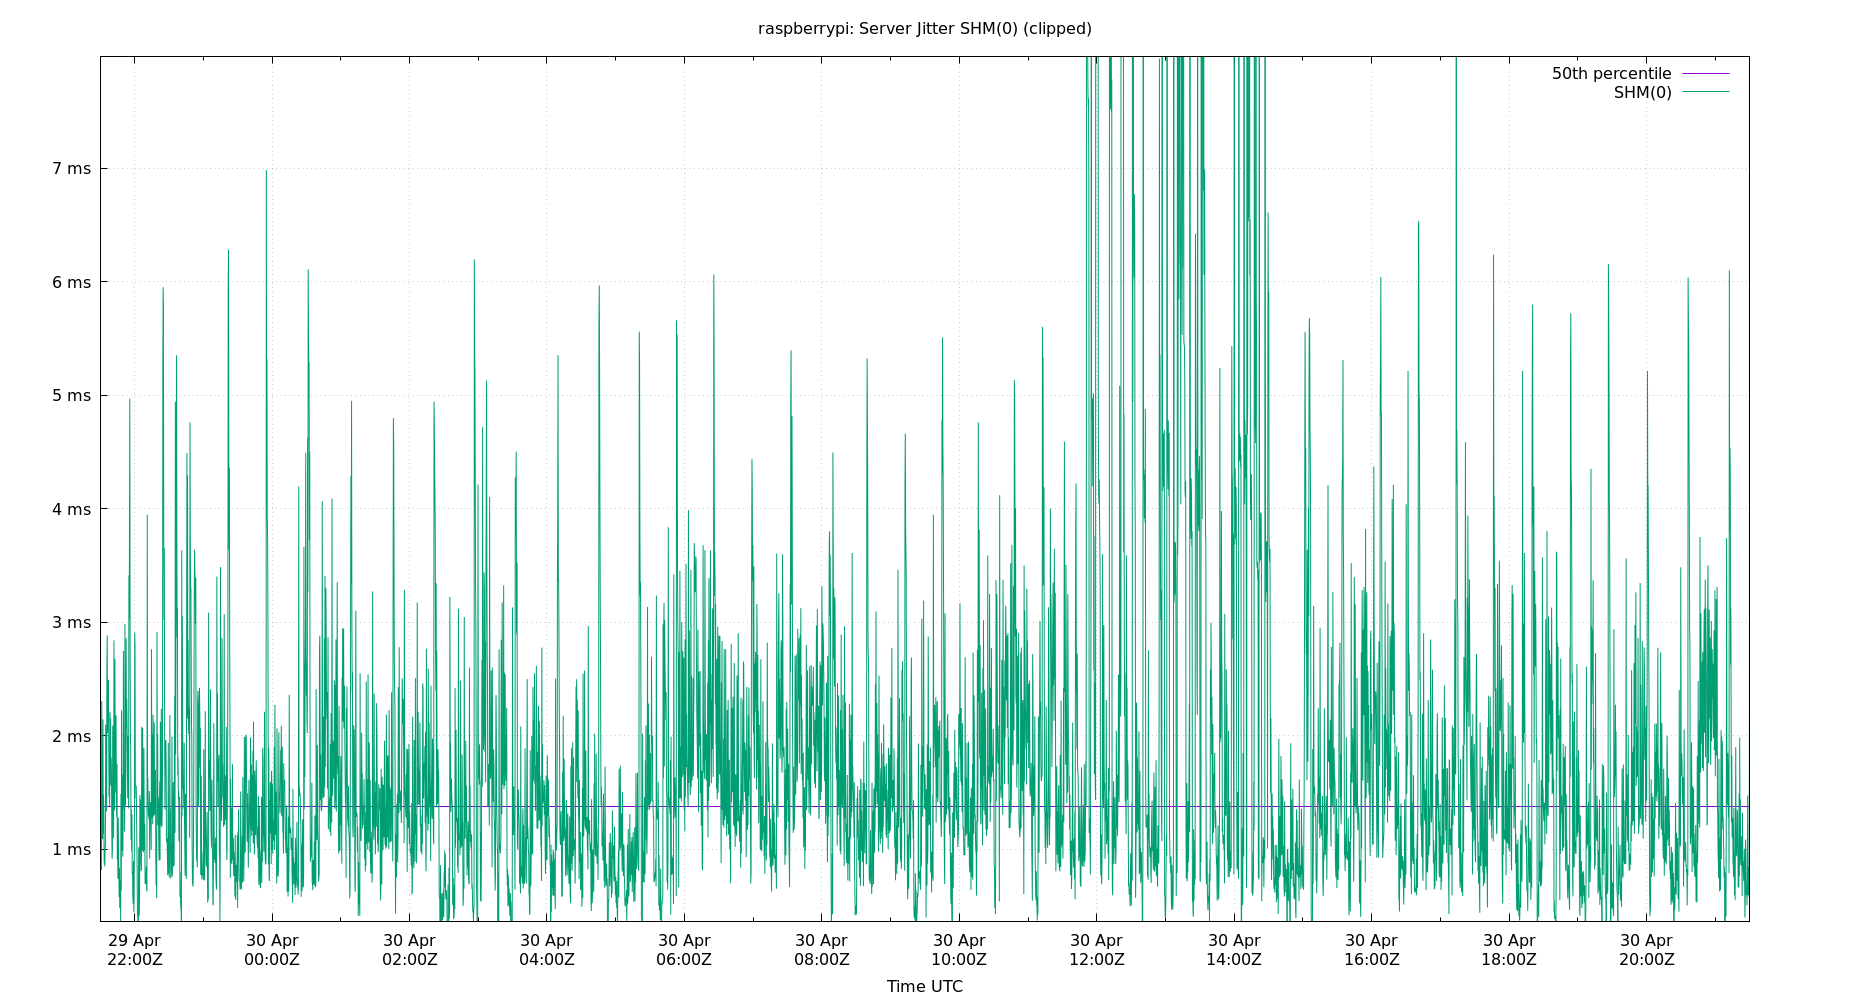 raspberrypi: Server Jitter SHM(0) (clipped)
50th percentile
SHM(0)
7 ms
6 ms
5 ms
4 ms
3 ms
2 ms
1 ms
29 Apr 30 Apr 30 Apr 30 Apr 30 Apr 30 Apr 30 Apr 30 Apr 30 Apr 30 Apr 30 Apr 30 Apr
22:00Z 00:00Z 02:00Z 04:00Z 06:00Z 08:00Z 10:00Z 12:00Z 14:00Z 16:00Z 18:00Z 20:00Z
Time UTC